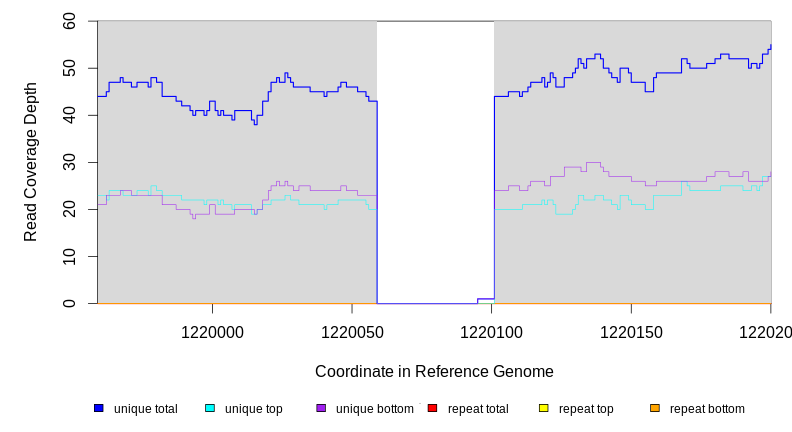 60
50
40
30
20
10
0
Read Coverage Depth
1220000
1220050
1220100
1220150
122020
Coordinate in Reference Genome
unique total
unique top
unique bottom
repeat total
repeat top
repeat bottom